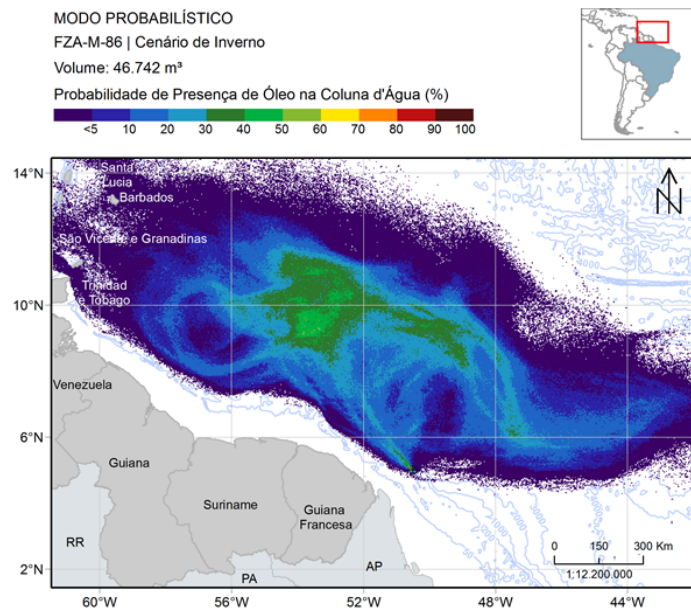 MODO PROBABILÍSTICO
FZA-M-86 | Cenário de Inverno
Volume: 46.742 m³
Probabilidade de Presença de Óleo na Coluna d'Água (%)
<5 10 20 30 40 50 60 70 80 90 100
14°N
Santa
Lucia
Barbados
N
São Vicente e Granadinas
Trinidad
e Tobago
10°N
Venezuela
6°N
Guiana
Suriname
Guiana
Francesa
RR
AP
PA
0 150 300 Km
1:12.200.000
2°N
60°W 56°W 52°W 48°W 44°W